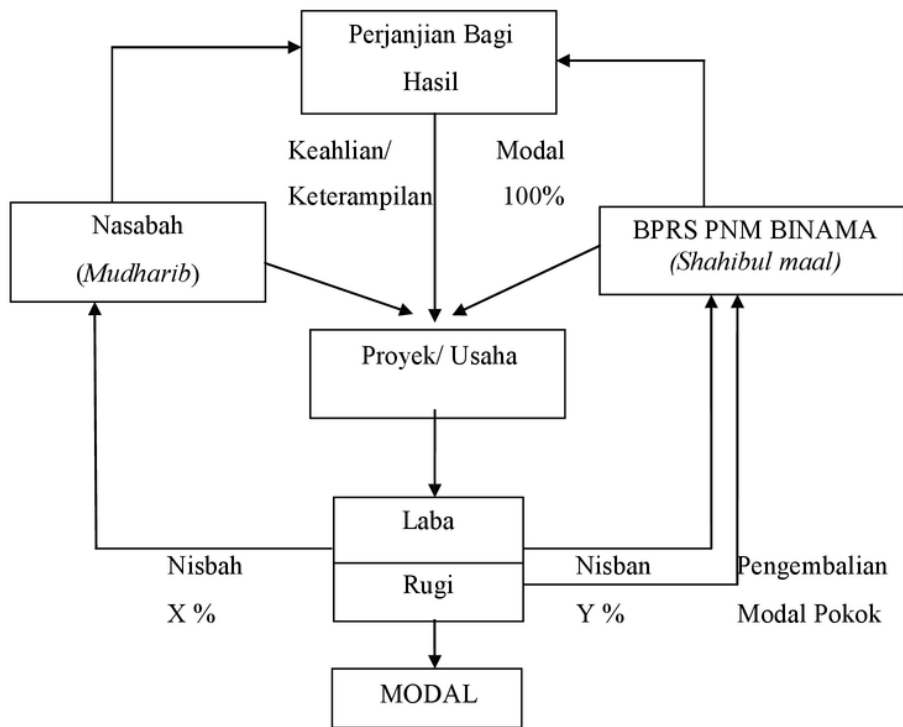 Perjanjian Bagi
Hasil
Keahlian/
Keterampilan
Modal
100%
Nasabah
(Mudharib)
BPRS PNM BINAMA
(Shahibul maal)
Proyek/ Usaha
Laba
Rugi
Nisbah
X %
Nisban
Y %
Pengembalian
Modal Pokok
MODAL